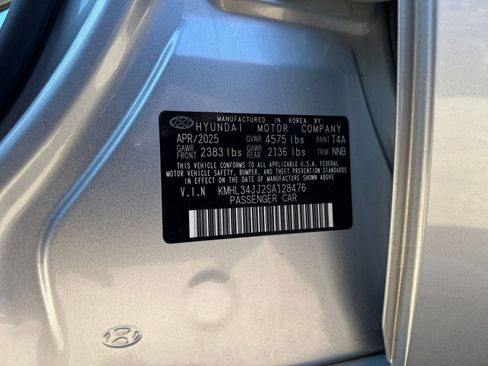 MANUFACTURED IN KOREA BY
HYUNDAI MOTOR COMPANY
APR/2025 GVWR 4575 lbs PAINT T4A
GAWR FRONT 2383 lbs GAWR REAR 2136 lbs TRIM NNB
THIS VEHICLE CONFORMS TO ALL APPLICABLE U.S.A. FEDERAL
MOTOR VEHICLE SAFETY, BUMPER, AND THEFT PREVENTION STANDARDS
IN EFFECT ON THE DATE OF MANUFACTURE SHOWN ABOVE.
V.I.N KMHL34JJ2SA128476
PASSENGER CAR